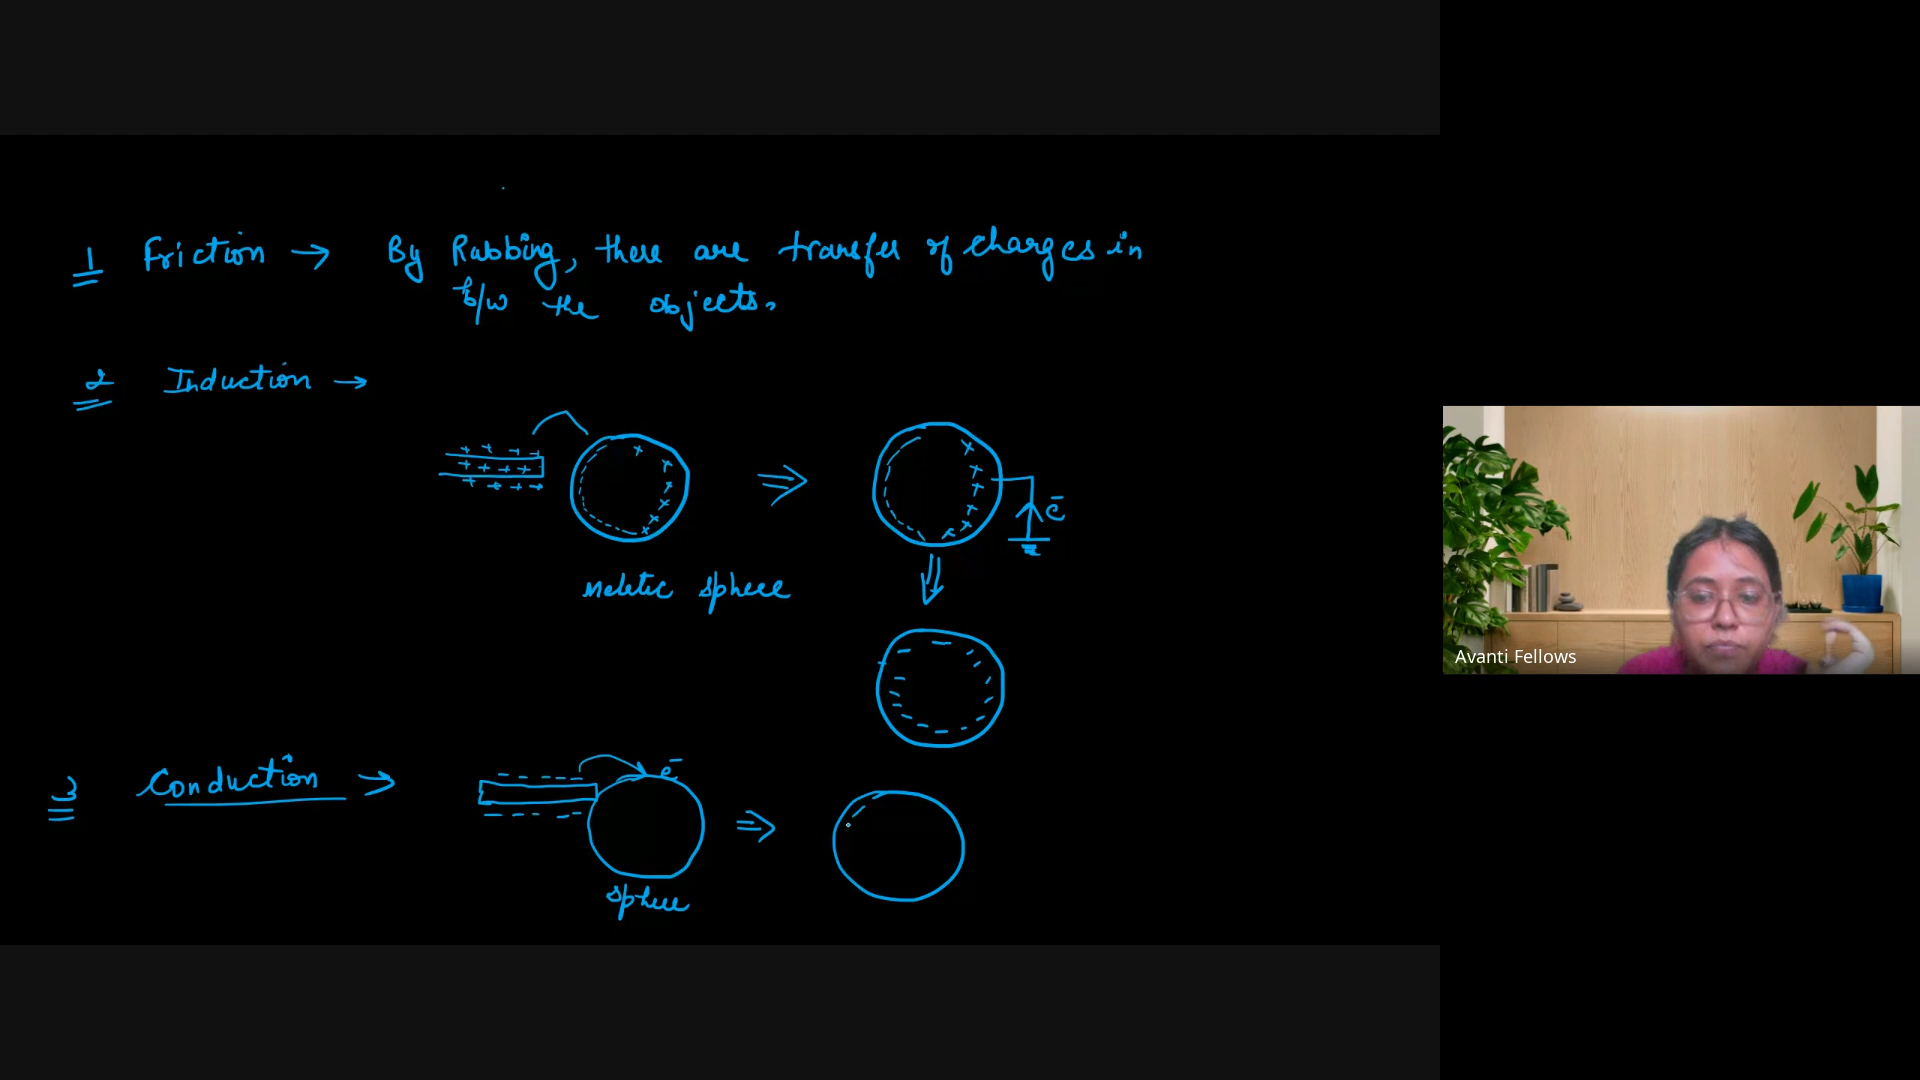 1 Friction → By Rubbing, there are transfer of charges in
b/w the objects.
2 Induction →
+ + + +
+ + + +
+ + + +
e-
metetic sphere
3 Conduction →
e-
sphere
Avanti Fellows